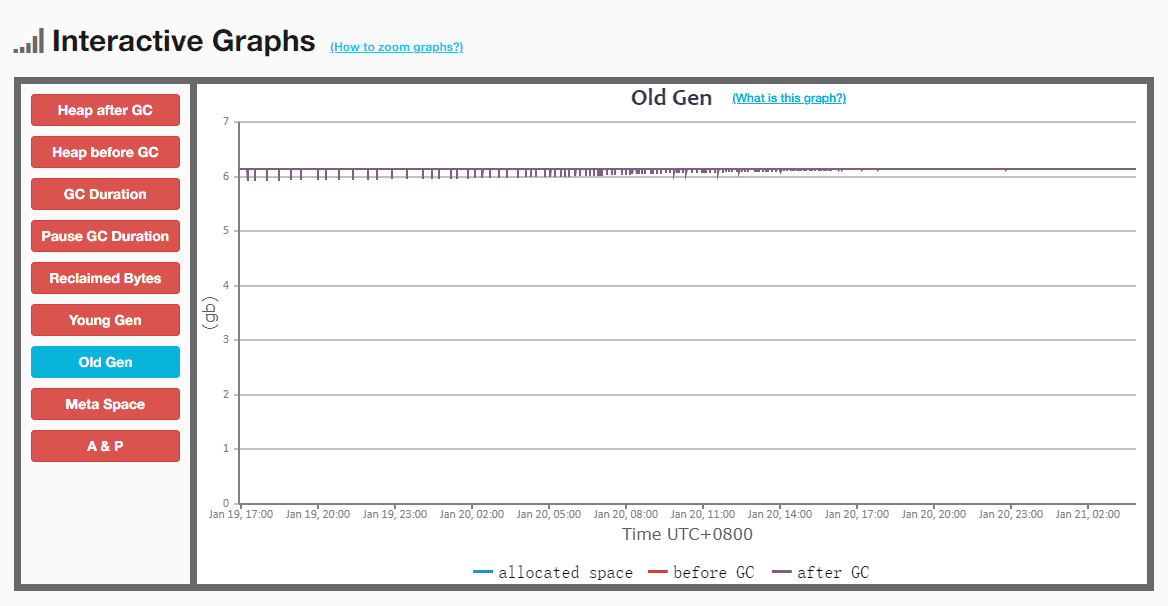 Interactive Graphs (How to zoom graphs?)
Heap after GC
Heap before GC
GC Duration
Pause GC Duration
Reclaimed Bytes
Young Gen
Old Gen
Meta Space
A & P
Old Gen (What is this graph?)
(gb)
7
6
5
4
3
2
1
0
Jan 19, 17:00 Jan 19, 20:00 Jan 19, 23:00 Jan 20, 02:00 Jan 20, 05:00 Jan 20, 08:00 Jan 20, 11:00 Jan 20, 14:00 Jan 20, 17:00 Jan 20, 20:00 Jan 20, 23:00 Jan 21, 02:00
Time UTC+0800
allocated space before GC after GC